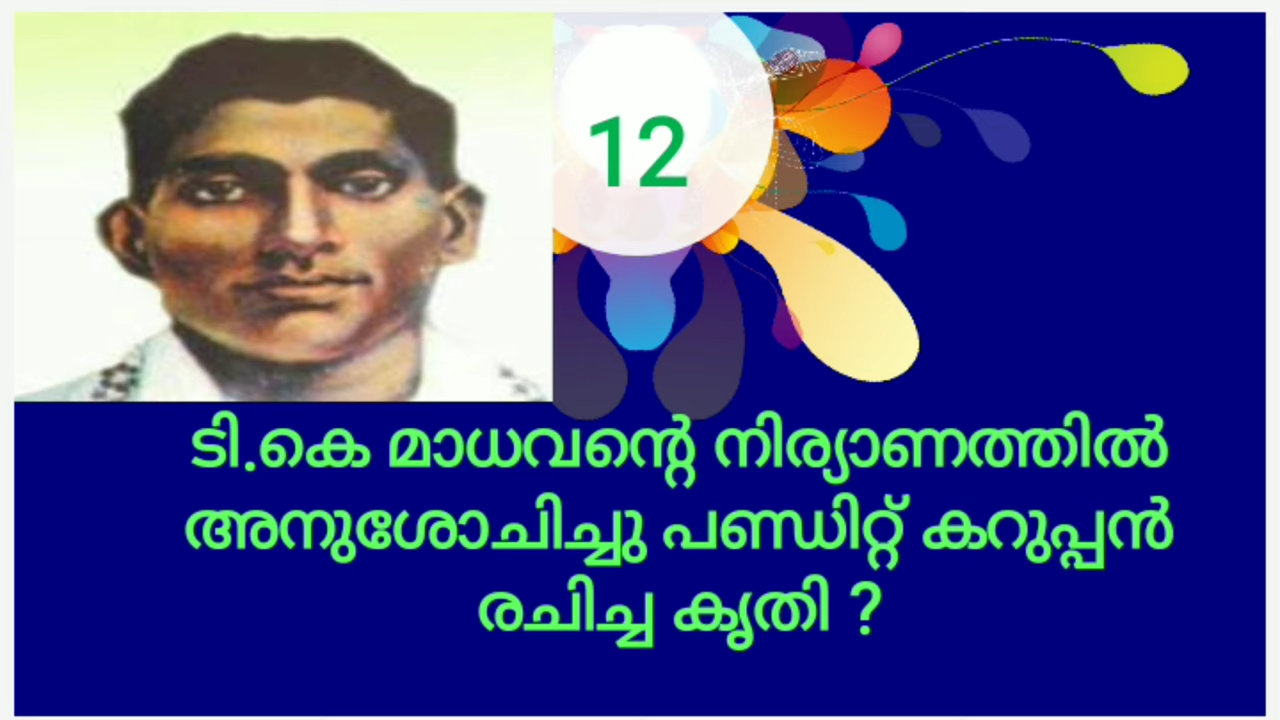 12
ടി.കെ മാധവന്റെ നിര്യാണത്തിൽ
അനുശോചിച്ചു പണ്ഡിറ്റ് കറുപ്പൻ
രചിച്ച കൃതി ?